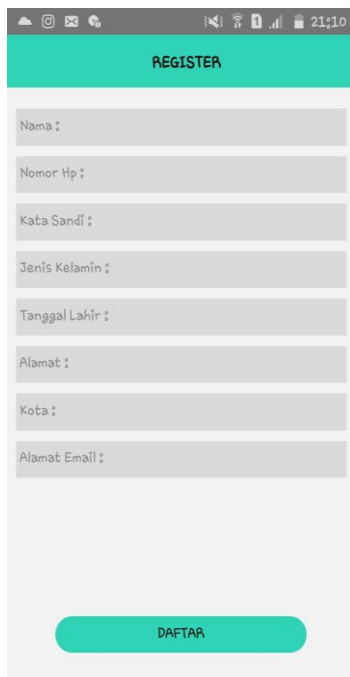 21:10
REGISTER
Nama :
Nomor Hp :
Kata Sandi :
Jenis Kelamin :
Tanggal Lahir :
Alamat :
Kota :
Alamat Email :
DAFTAR